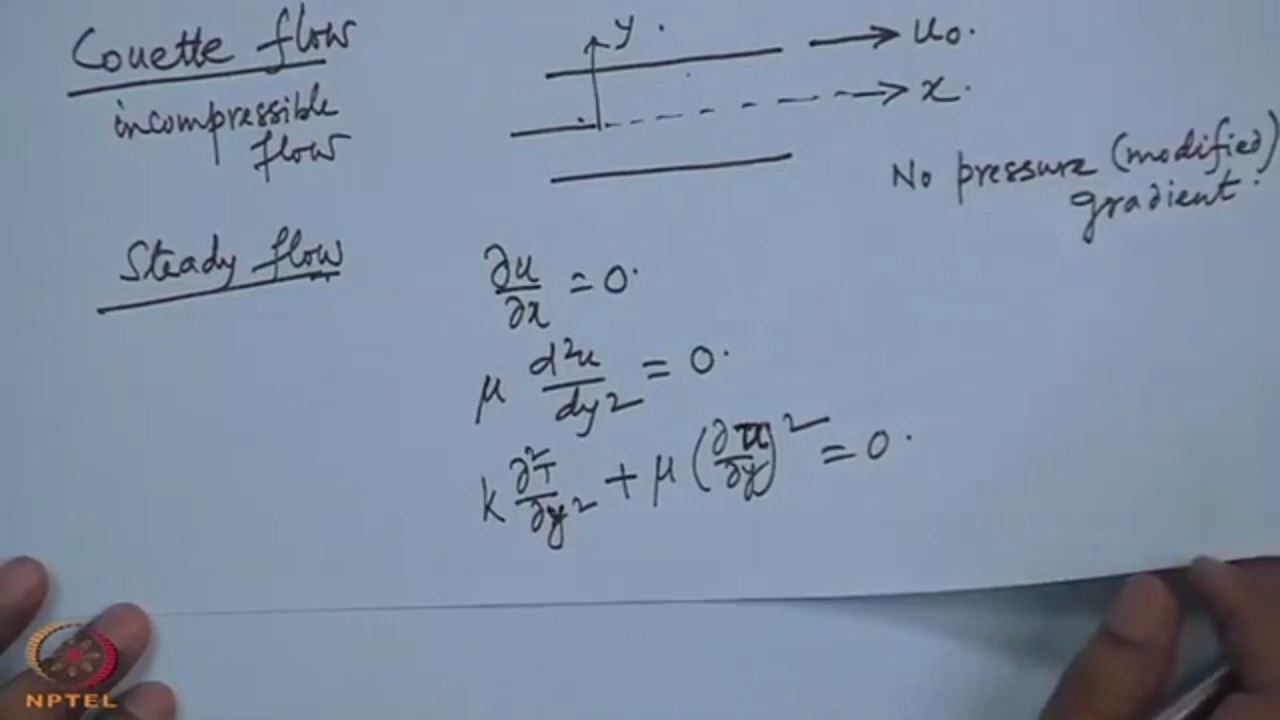 Couette flow
incompressible
flow
y.
u₀.
x.
No pressure (modified)
gradient.
Steady flow
∂u/∂x = 0.
μ d²u/dy² = 0.
k ∂²T/∂y² + μ (∂u/∂y)² = 0.
NPTEL